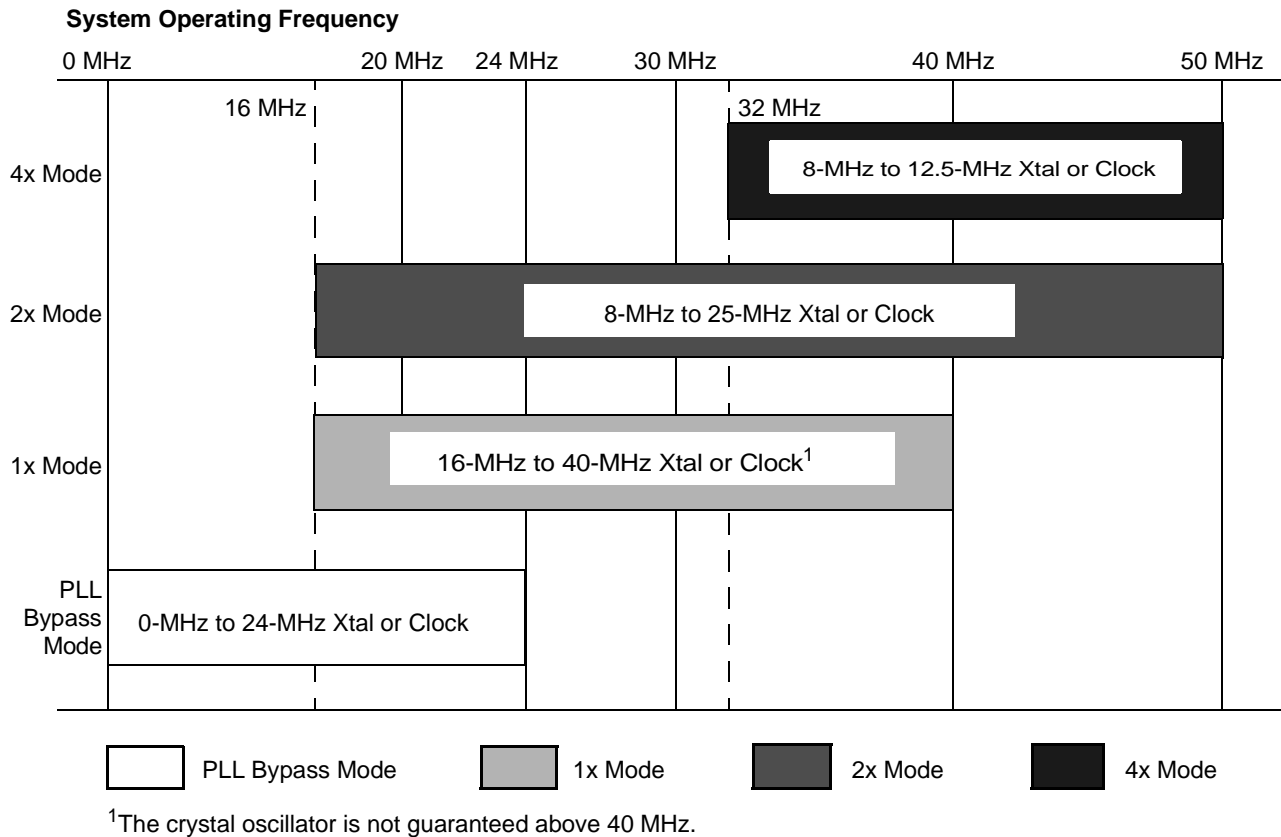 System Operating Frequency
0 MHz 20 MHz 24 MHz 30 MHz 40 MHz 50 MHz
16 MHz 32 MHz
4x Mode 8-MHz to 12.5-MHz Xtal or Clock
2x Mode 8-MHz to 25-MHz Xtal or Clock
1x Mode 16-MHz to 40-MHz Xtal or Clock¹
PLL
Bypass
Mode
0-MHz to 24-MHz Xtal or Clock
PLL Bypass Mode 1x Mode 2x Mode 4x Mode
¹The crystal oscillator is not guaranteed above 40 MHz.